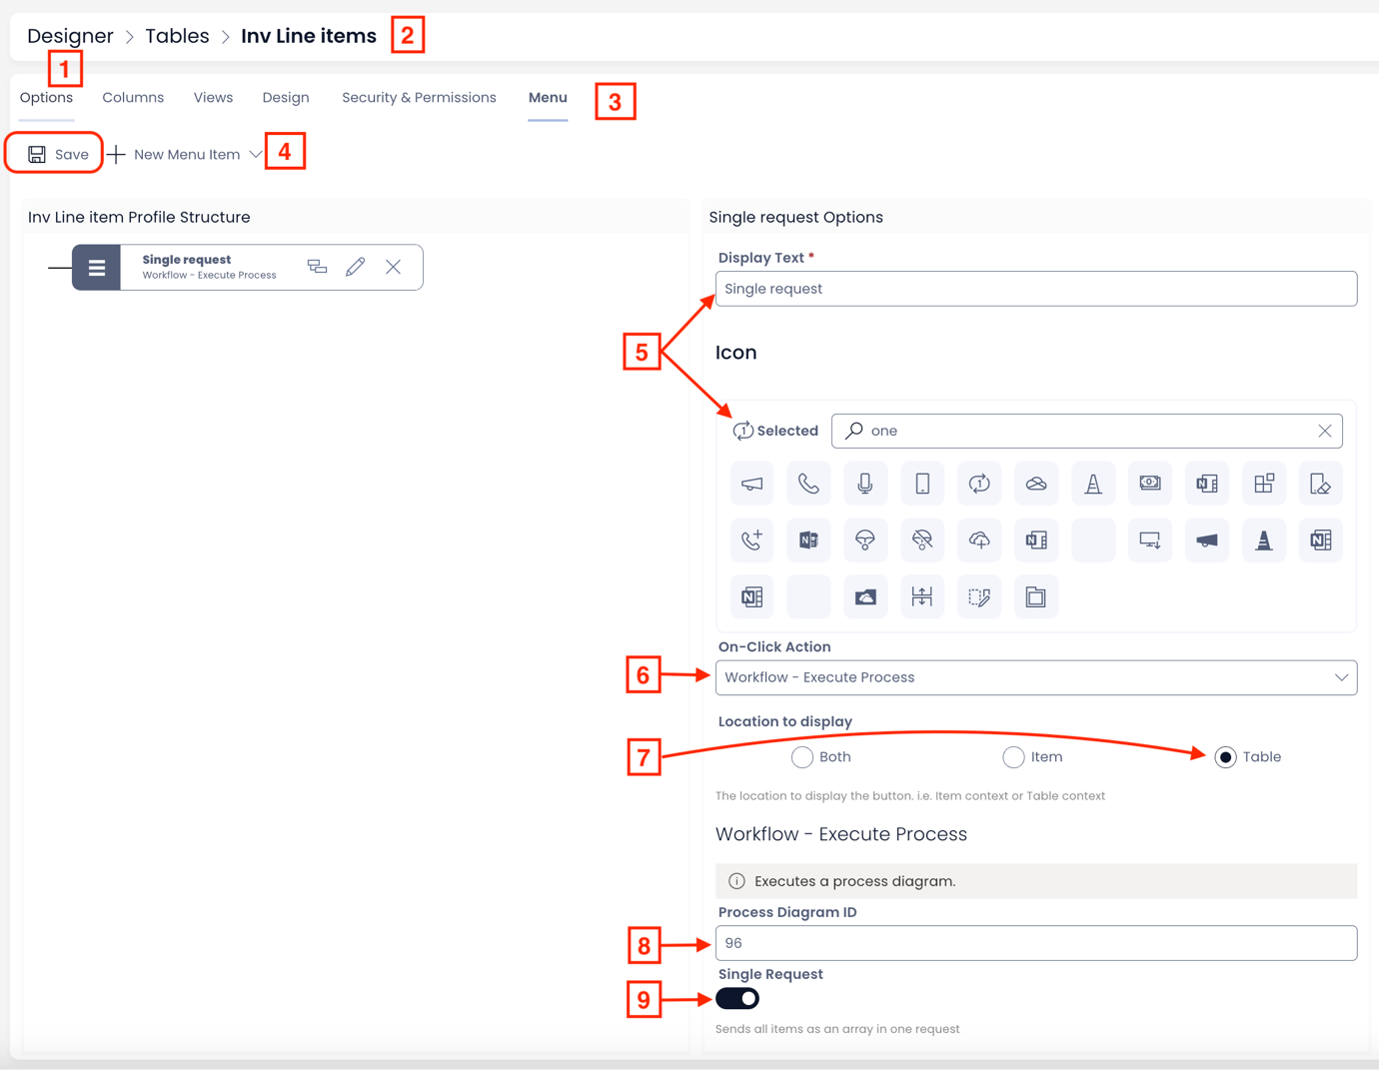 Designer > Tables > Inv Line items 2
1
Options Columns Views Design Security & Permissions Menu 3
Save New Menu Item 4
Inv Line item Profile Structure
Single request
Workflow - Execute Process
Single request Options
Display Text *
Single request
5
Icon
1 Selected one
6
On-Click Action
Workflow - Execute Process
Location to display
7
Both Item Table
The location to display the button. i.e. Item context or Table context
Workflow - Execute Process
Executes a process diagram.
Process Diagram ID
8
96
Single Request
9
Sends all items as an array in one request